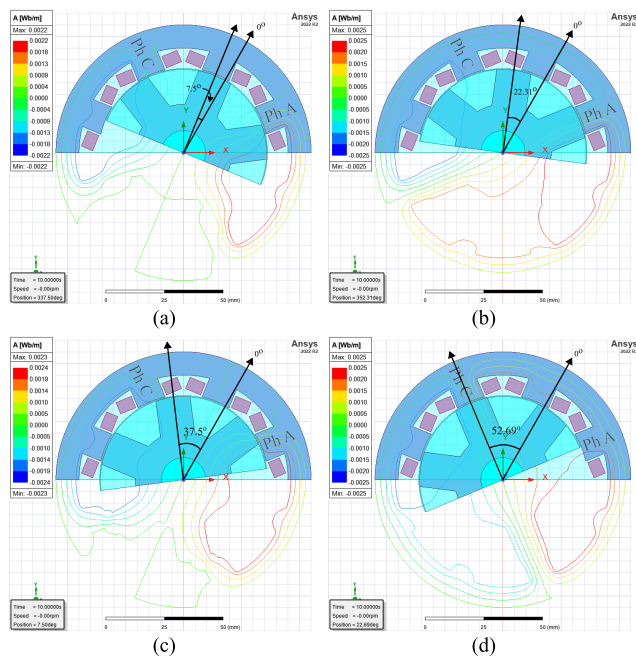 A [Wb/m]
Max: 0.0022
0.0022
0.0018
0.0013
0.0009
0.0004
0.0000
-0.0004
-0.0009
-0.0013
-0.0018
-0.0022
Min: -0.0022
Ansys
2022 R2
Ph C
0°
7.5°
Ph A
Y
X
Y
Time = 10.00000s
Speed = -0.00rpm
Position = 337.50deg
0 25 50 (mm)
(a)
A [Wb/m]
Max: 0.0025
0.0025
0.0020
0.0015
0.0010
0.0005
0.0000
-0.0005
-0.0010
-0.0015
-0.0020
-0.0025
Min: -0.0025
Ansys
2022 R2
Ph C
0°
22.31°
Ph A
Y
X
Y
Time = 10.00000s
Speed = -0.00rpm
Position = 352.31deg
0 25 50 (mm)
(b)
A [Wb/m]
Max: 0.0023
0.0024
0.0019
0.0014
0.0010
0.0005
0.0000
-0.0005
-0.0010
-0.0014
-0.0019
-0.0024
Min: -0.0023
Ansys
2022 R2
Ph C
0°
37.5°
Ph A
Y
X
Y
Time = 10.00000s
Speed = -0.00rpm
Position = 7.50deg
0 25 50 (mm)
(c)
A [Wb/m]
Max: 0.0025
0.0025
0.0020
0.0015
0.0010
0.0005
0.0000
-0.0005
-0.0010
-0.0015
-0.0020
-0.0025
Min: -0.0025
Ansys
2022 R2
Ph C
0°
52.69°
Ph A
Y
X
Y
Time = 10.00000s
Speed = -0.00rpm
Position = 22.69deg
0 25 50 (mm)
(d)